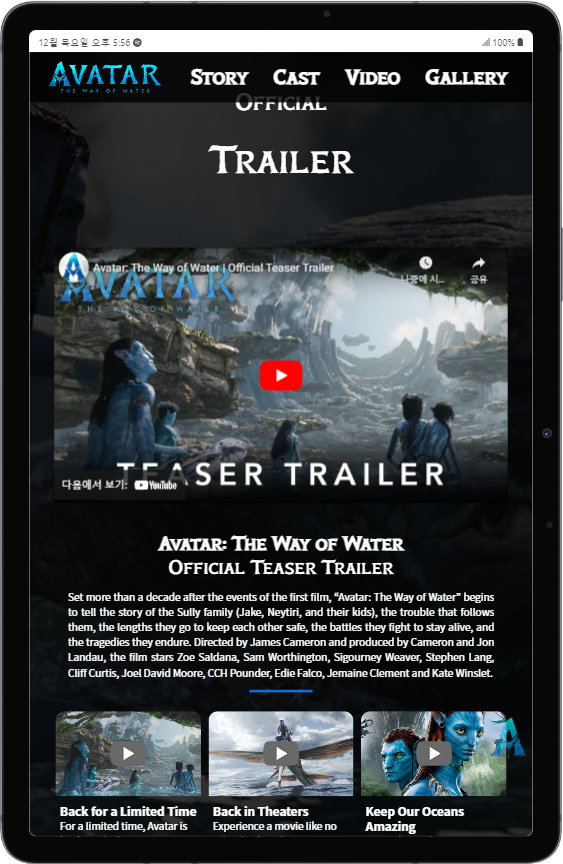 12월 목요일 오후 5:56
100%
AVATAR
THE WAY OF WATER
STORY CAST VIDEO GALLERY
OFFICIAL
TRAILER
Avatar: The Way of Water | Official Teaser Trailer
나중에 시... 공유
AVATAR
THE WAY OF WATER
TEASER TRAILER
다음에서 보기: YouTube
AVATAR: THE WAY OF WATER
OFFICIAL TEASER TRAILER
Set more than a decade after the events of the first film, “Avatar: The Way of Water” begins
to tell the story of the Sully family (Jake, Neytiri, and their kids), the trouble that follows
them, the lengths they go to keep each other safe, the battles they fight to stay alive, and
the tragedies they endure. Directed by James Cameron and produced by Cameron and Jon
Landau, the film stars Zoe Saldana, Sam Worthington, Sigourney Weaver, Stephen Lang,
Cliff Curtis, Joel David Moore, CCH Pounder, Edie Falco, Jemaine Clement and Kate Winslet.
Back for a Limited Time
For a limited time, Avatar is
Back in Theaters
Experience a movie like no
Keep Our Oceans
Amazing